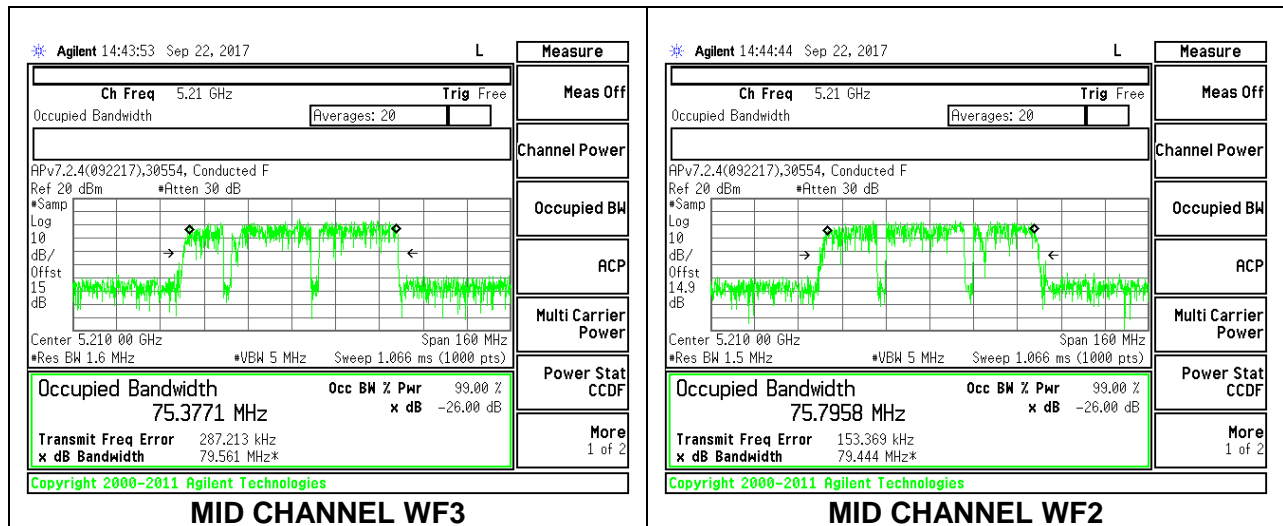 Agilent 14:43:53 Sep 22, 2017 L
Measure
Ch Freq 5.21 GHz Trig Free
Occupied Bandwidth Averages: 20
Meas Off
Channel Power
APv7.2.4(092217),30554, Conducted F
Ref 20 dBm #Atten 30 dB
#Samp
Log
10
dB/
Offst
15
dB
Occupied BW
ACP
Multi Carrier
Power
Center 5.210 00 GHz Span 160 MHz
#Res BW 1.6 MHz #VBW 5 MHz Sweep 1.066 ms (1000 pts)
Occupied Bandwidth Occ BW % Pwr 99.00 %
75.3771 MHz x dB -26.00 dB
Transmit Freq Error 287.213 kHz
x dB Bandwidth 79.561 MHz*
Power Stat
CCDF
More
1 of 2
Copyright 2000-2011 Agilent Technologies
MID CHANNEL WF3
Agilent 14:44:44 Sep 22, 2017 L
Measure
Ch Freq 5.21 GHz Trig Free
Occupied Bandwidth Averages: 20
Meas Off
Channel Power
APv7.2.4(092217),30554, Conducted F
Ref 20 dBm #Atten 30 dB
#Samp
Log
10
dB/
Offst
14.9
dB
Occupied BW
ACP
Multi Carrier
Power
Center 5.210 00 GHz Span 160 MHz
#Res BW 1.5 MHz #VBW 5 MHz Sweep 1.066 ms (1000 pts)
Occupied Bandwidth Occ BW % Pwr 99.00 %
75.7958 MHz x dB -26.00 dB
Transmit Freq Error 153.369 kHz
x dB Bandwidth 79.444 MHz*
Power Stat
CCDF
More
1 of 2
Copyright 2000-2011 Agilent Technologies
MID CHANNEL WF2